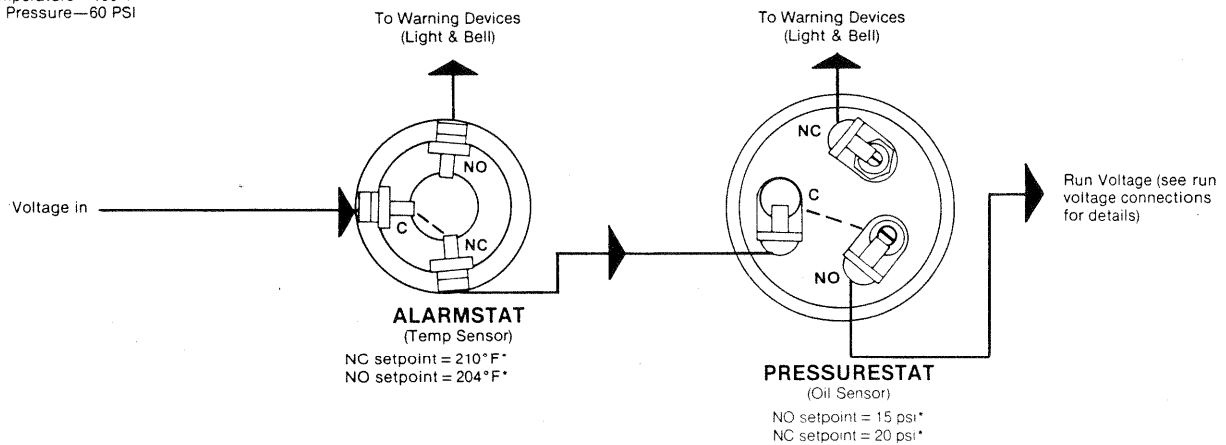 Pressure—60 PSI
To Warning Devices
(Light & Bell)
To Warning Devices
(Light & Bell)
NO
C
NC
Voltage in
NC
C
NO
Run Voltage (see run
voltage connections
for details)
ALARMSTAT
(Temp Sensor)
NC setpoint = 210°F*
NO setpoint = 204°F*
PRESSURESTAT
(Oil Sensor)
NO setpoint = 15 psi*
NC setpoint = 20 psi*